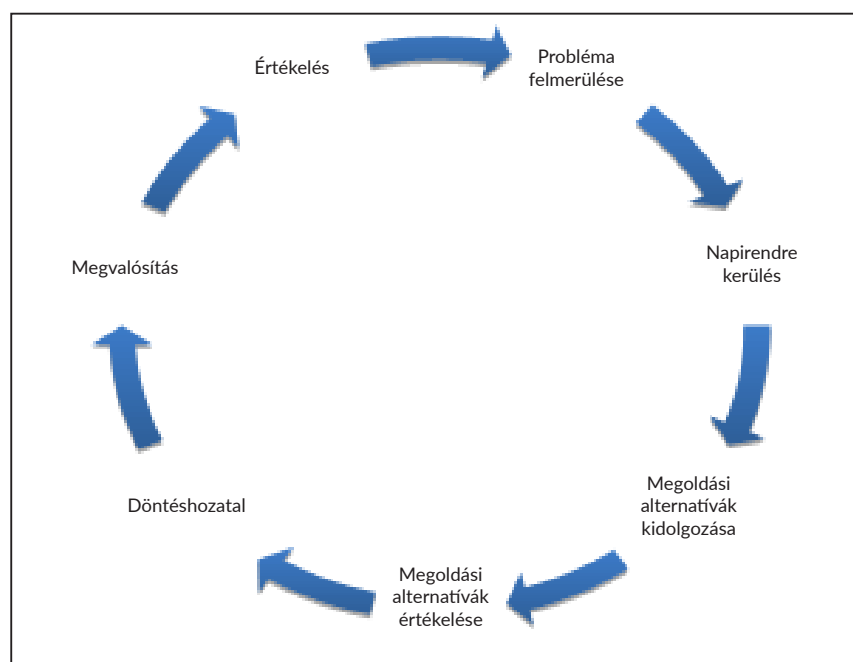 Probléma
felmerülése
Napirendre
kerülés
Megoldási
alternatívák
kidolgozása
Megoldási
alternatívák
értékelése
Döntéshozatal
Megvalósítás
Értékelés